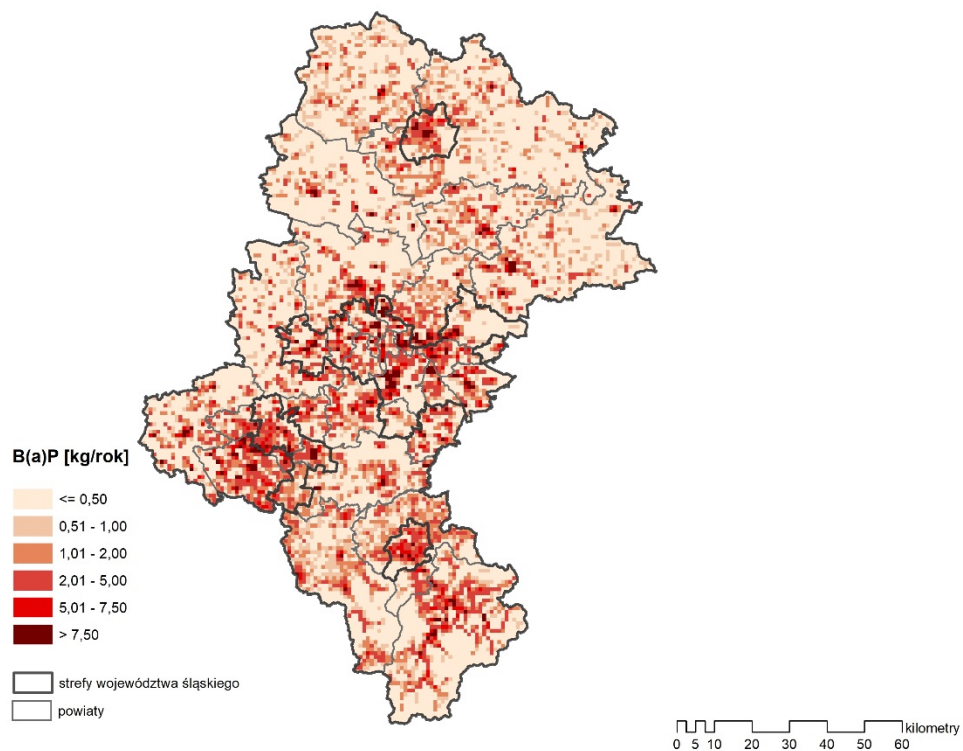 B(a)P [kg/rok]
<= 0,50
0,51 - 1,00
1,01 - 2,00
2,01 - 5,00
5,01 - 7,50
> 7,50
strefy województwa śląskiego
powiaty
kilometry
0 5 10 20 30 40 50 60